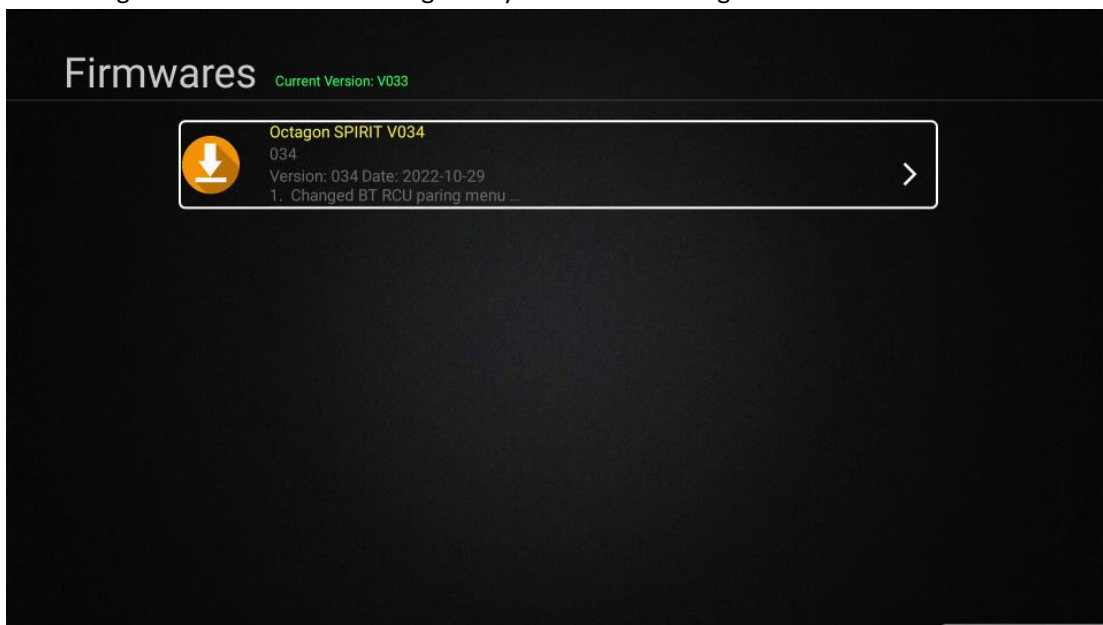 Firmwares Current Version: V033
Octagon SPIRIT V034
034
Version: 034 Date: 2022-10-29
1. Changed BT RCU paring menu ...